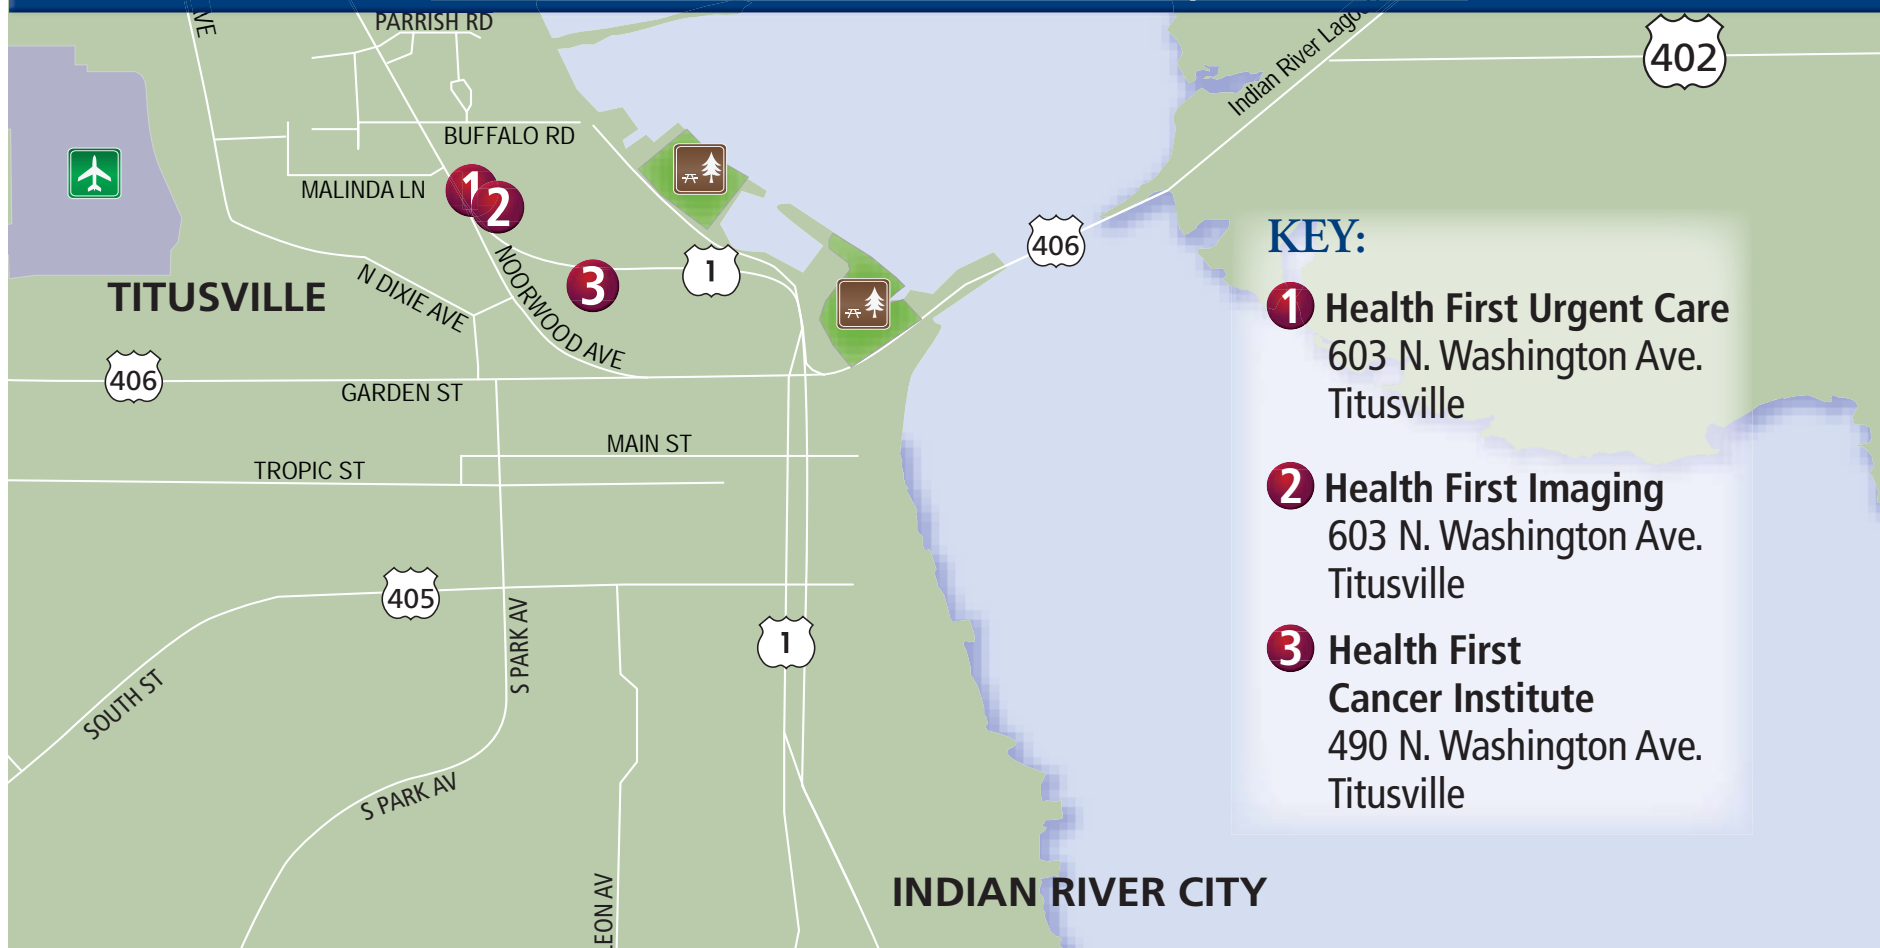 AVE
PARRISH RD
402
Indian River
BUFFALO RD
MALINDA LN
1
2
406
1
3
N DIXIE AVE
NOORWOOD AVE
TITUSVILLE
406
GARDEN ST
MAIN ST
TROPIC ST
405
S PARK AV
1
SOUTH ST
S PARK AV
LEON AV
INDIAN RIVER CITY
KEY:
1 Health First Urgent Care
603 N. Washington Ave.
Titusville
2 Health First Imaging
603 N. Washington Ave.
Titusville
3 Health First
Cancer Institute
490 N. Washington Ave.
Titusville